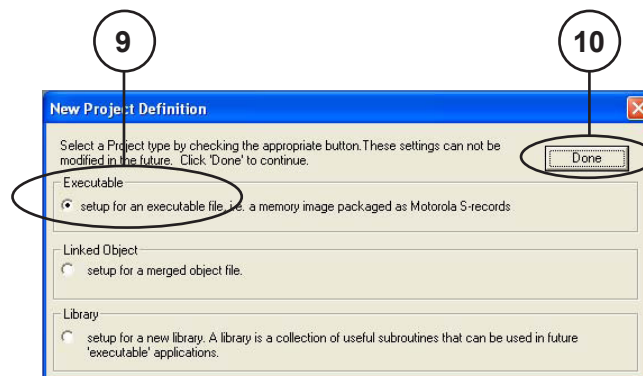 9
10
New Project Definition
Select a Project type by checking the appropriate button.These settings can not be
modified in the future. Click 'Done' to continue.
Done
Executable
setup for an executable file, i.e. a memory image packaged as Motorola S-records
Linked Object
setup for a merged object file.
Library
setup for a new library. A library is a collection of useful subroutines that can be used in future
'executable' applications.